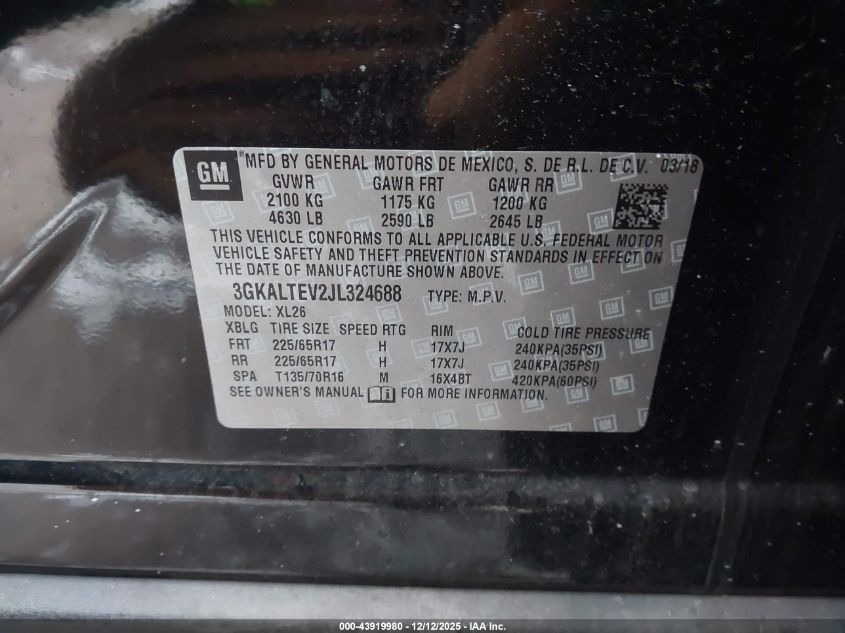 GM MFD BY GENERAL MOTORS DE MEXICO, S. DE R.L. DE C.V. 03/18
GVWR GAWR FRT GAWR RR
2100 KG 1175 KG 1200 KG
4630 LB 2590 LB 2645 LB
THIS VEHICLE CONFORMS TO ALL APPLICABLE U.S. FEDERAL MOTOR
VEHICLE SAFETY AND THEFT PREVENTION STANDARDS IN EFFECT ON
THE DATE OF MANUFACTURE SHOWN ABOVE.
3GKALTEV2JL324688 TYPE: M.P.V.
MODEL: XL26
XBLG TIRE SIZE SPEED RTG RIM COLD TIRE PRESSURE
FRT 225/65R17 H 17X7J 240KPA(35PSI)
RR 225/65R17 H 17X7J 240KPA(35PSI)
SPA T135/70R16 M 16X4BT 420KPA(60PSI)
SEE OWNER'S MANUAL FOR MORE INFORMATION.
000-43919980 - 12/12/2025 - IAA Inc.